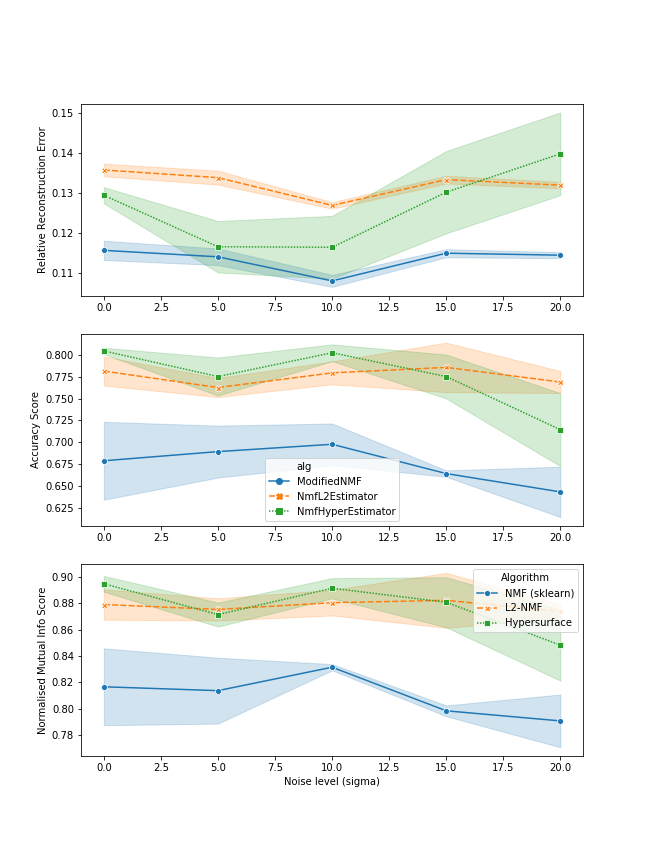 Relative Reconstruction Error
0.15
0.14
0.13
0.12
0.11
0.0 2.5 5.0 7.5 10.0 12.5 15.0 17.5 20.0
Accuracy Score
0.800
0.775
0.750
0.725
0.700
0.675
0.650
0.625
alg
ModifiedNMF
NmfL2Estimator
NmfHyperEstimator
0.0 2.5 5.0 7.5 10.0 12.5 15.0 17.5 20.0
Normalised Mutual Info Score
0.90
0.88
0.86
0.84
0.82
0.80
0.78
Algorithm
NMF (sklearn)
L2-NMF
Hypersurface
0.0 2.5 5.0 7.5 10.0 12.5 15.0 17.5 20.0
Noise level (sigma)